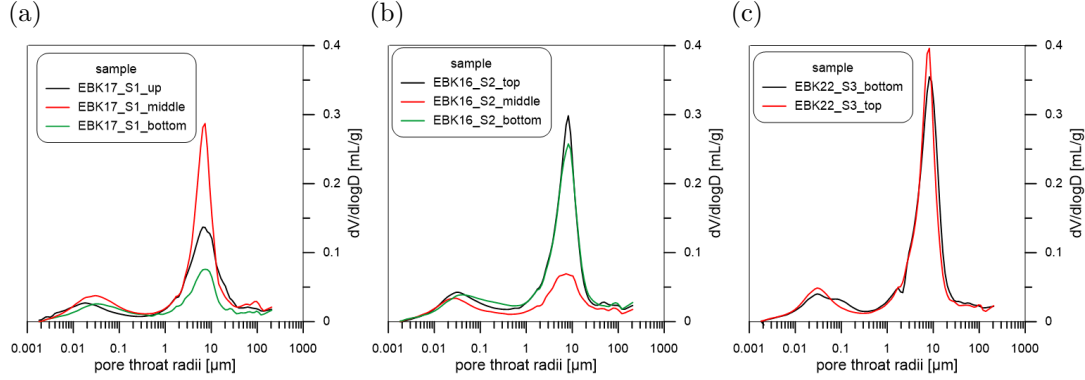 (a)
sample
EBK17_S1_up
EBK17_S1_middle
EBK17_S1_bottom
0.4
0.3
0.2
0.1
0
dV/dlogD [mL/g]
0.001 0.01 0.1 1 10 100 1000
pore throat radii [µm]
(b)
sample
EBK16_S2_top
EBK16_S2_middle
EBK16_S2_bottom
0.4
0.3
0.2
0.1
0
dV/dlogD [mL/g]
0.001 0.01 0.1 1 10 100 1000
pore throat radii [µm]
(c)
sample
EBK22_S3_bottom
EBK22_S3_top
0.4
0.3
0.2
0.1
0
dV/dlogD [mL/g]
0.001 0.01 0.1 1 10 100 1000
pore throat radii [µm]